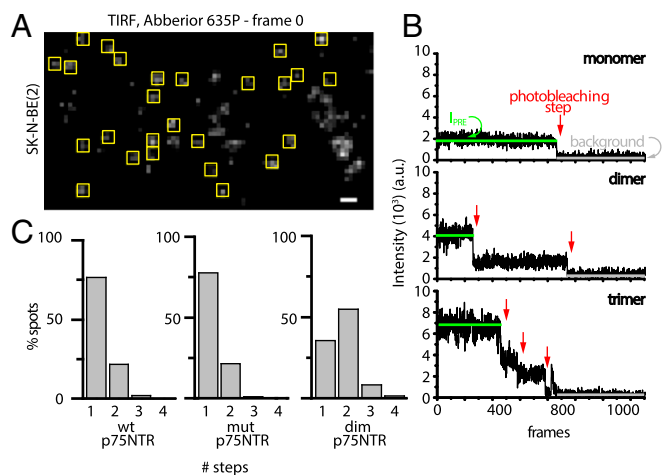 A
TIRF, Abberior 635P - frame 0
SK-N-BE(2)
B
Intensity (10³) (a.u.)
10
8
6
4
2
0
monomer
photobleaching
step
I PRE
background
10
8
6
4
2
0
dimer
10
8
6
4
2
0
trimer
0 400 800 1000
frames
C
% spots
100
50
0
1 2 3 4
wt
p75NTR
100
50
1 2 3 4
mut
p75NTR
100
50
1 2 3 4
dim
p75NTR
# steps